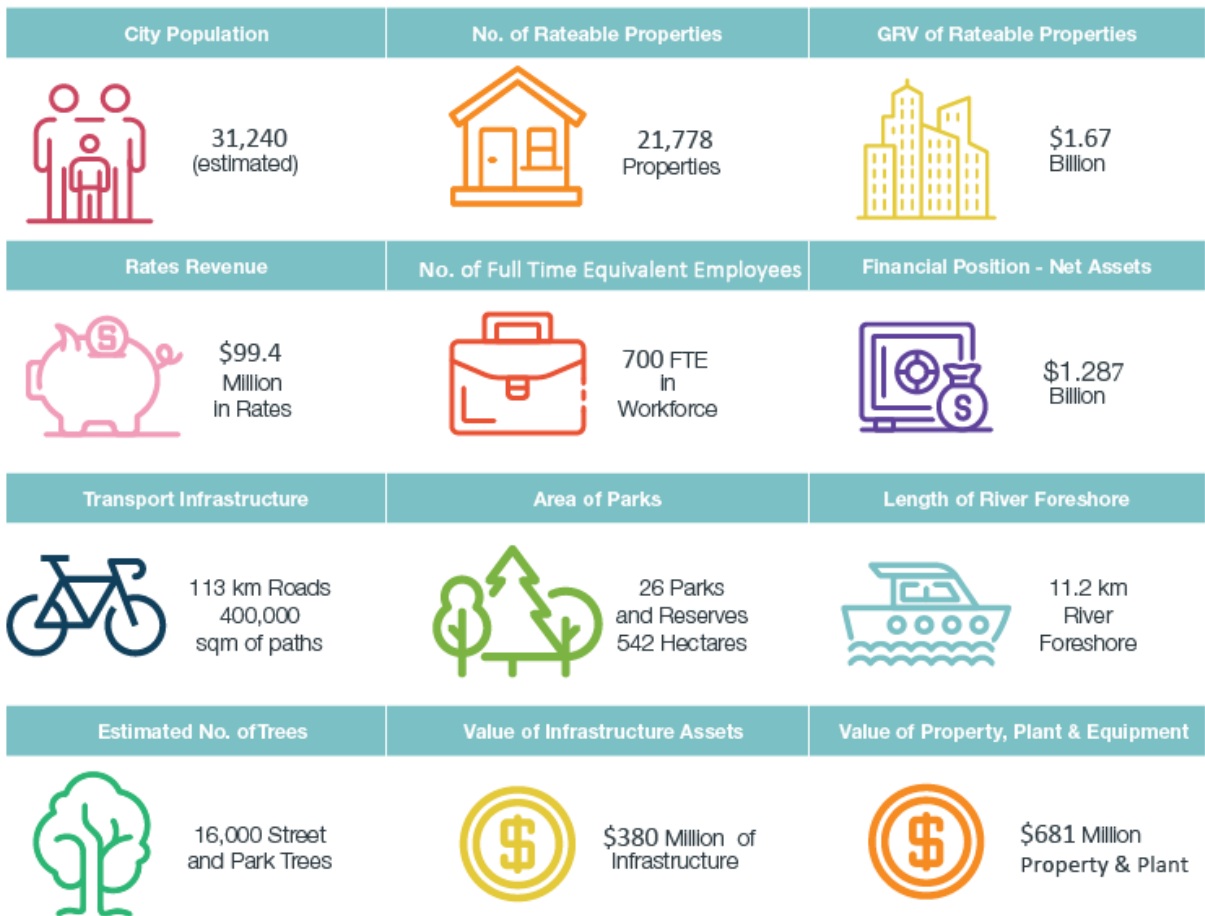 City Population
No. of Rateable Properties
GRV of Rateable Properties
31,240
(estimated)
21,778
Properties
$1.67
Billion
Rates Revenue
No. of Full Time Equivalent Employees
Financial Position - Net Assets
S
$99.4
Million
in Rates
700 FTE
in
Workforce
S
$1.287
Billion
Transport Infrastructure
Area of Parks
Length of River Foreshore
113 km Roads
400,000
sqm of paths
26 Parks
and Reserves
542 Hectares
11.2 km
River
Foreshore
Estimated No. of Trees
Value of Infrastructure Assets
Value of Property, Plant & Equipment
16,000 Street
and Park Trees
$
$380 Million of
Infrastructure
$
$681 Million
Property & Plant